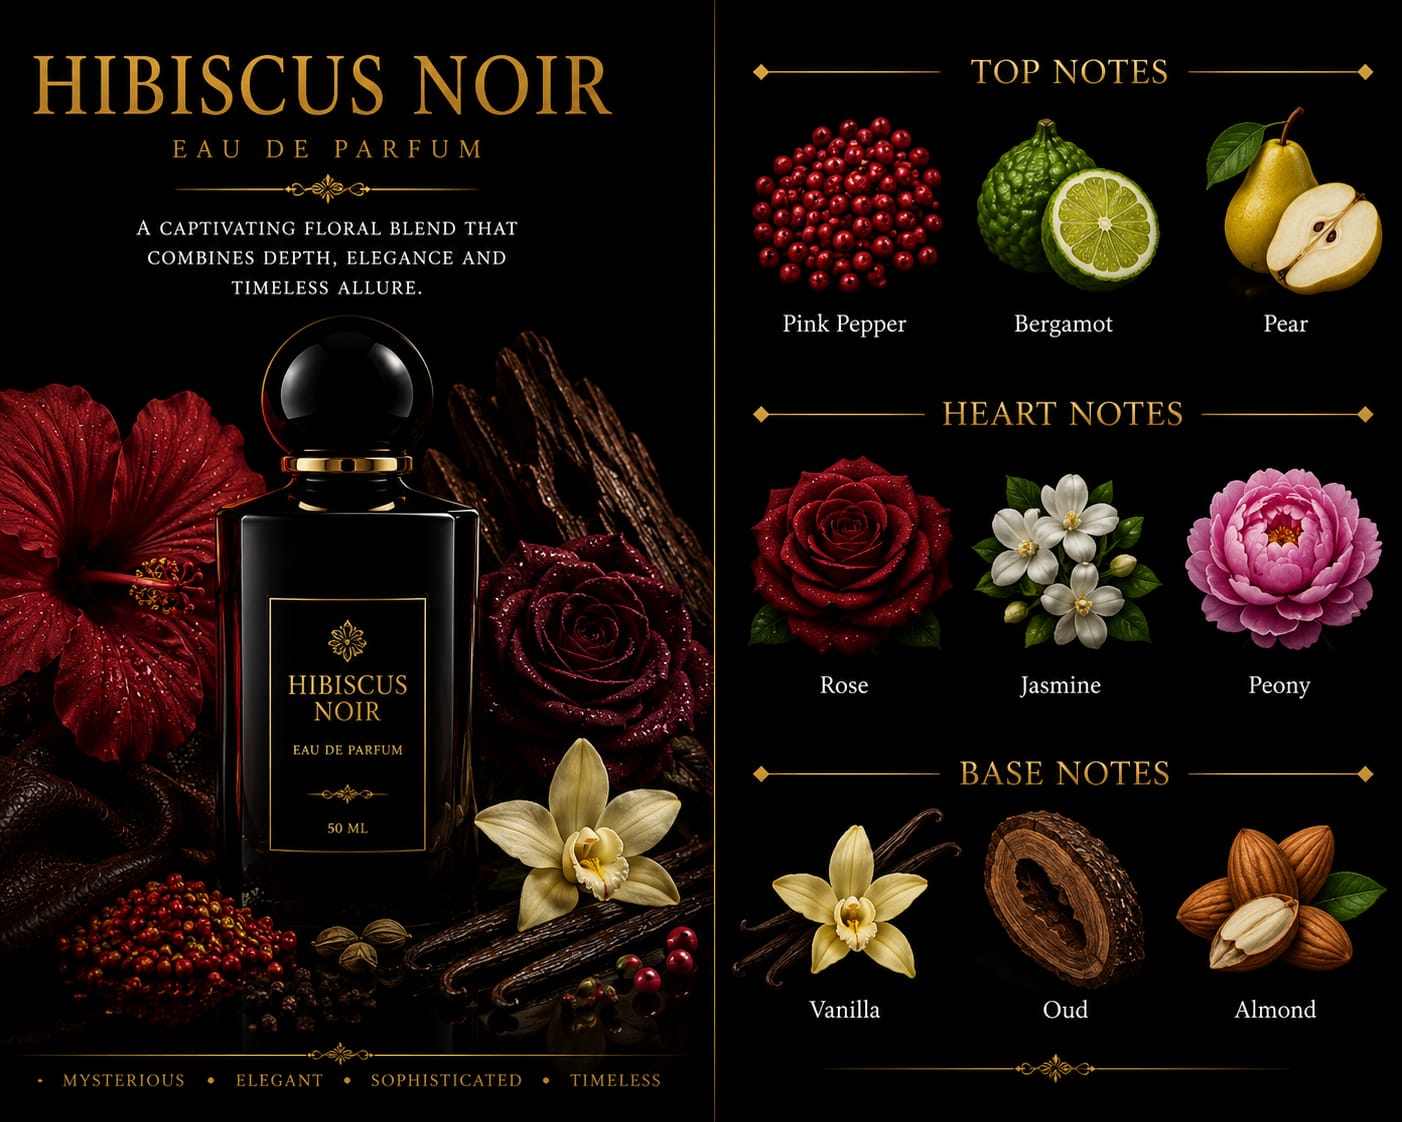 HIBISCUS NOIR
EAU DE PARFUM
A CAPTIVATING FLORAL BLEND THAT
COMBINES DEPTH, ELEGANCE AND
TIMELESS ALLURE.
HIBISCUS
NOIR
EAU DE PARFUM
50 ML
• MYSTERIOUS • ELEGANT • SOPHISTICATED • TIMELESS
TOP NOTES
Pink Pepper
Bergamot
Pear
HEART NOTES
Rose
Jasmine
Peony
BASE NOTES
Vanilla
Oud
Almond